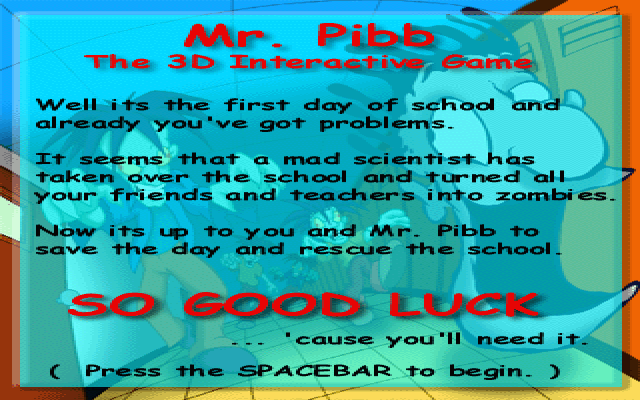 Mr. Pibb
The 3D Interactive Game
Well its the first day of school and
already you've got problems.
It seems that a mad scientist has
taken over the school and turned all
your friends and teachers into zombies.
Now its up to you and Mr. Pibb to
save the day and rescue the school.
SO GOOD LUCK
... 'cause you'll need it.
( Press the SPACEBAR to begin. )